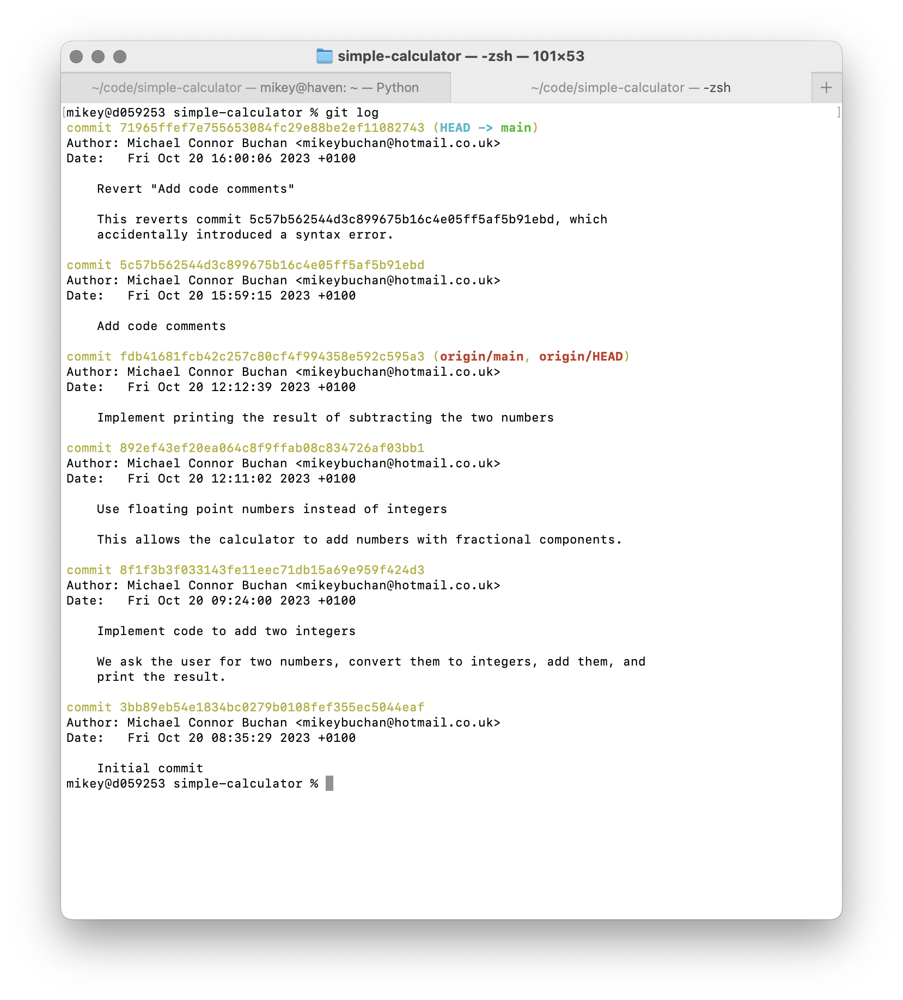 simple-calculator — -zsh — 101×53
~/code/simple-calculator — mikey@haven: ~ — Python
~/code/simple-calculator — -zsh
+
[mikey@d059253 simple-calculator % git log ]
commit 71965ffef7e755653084fc29e88be2ef11082743 (HEAD -> main)
Author: Michael Connor Buchan <mikeybuchan@hotmail.co.uk>
Date:   Fri Oct 20 16:00:06 2023 +0100
    Revert "Add code comments"
    This reverts commit 5c57b562544d3c899675b16c4e05ff5af5b91ebd, which
    accidentally introduced a syntax error.
commit 5c57b562544d3c899675b16c4e05ff5af5b91ebd
Author: Michael Connor Buchan <mikeybuchan@hotmail.co.uk>
Date:   Fri Oct 20 15:59:15 2023 +0100
    Add code comments
commit fdb41681fcb42c257c80cf4f994358e592c595a3 (origin/main, origin/HEAD)
Author: Michael Connor Buchan <mikeybuchan@hotmail.co.uk>
Date:   Fri Oct 20 12:12:39 2023 +0100
    Implement printing the result of subtracting the two numbers
commit 892ef43ef20ea064c8f9ffab08c834726af03bb1
Author: Michael Connor Buchan <mikeybuchan@hotmail.co.uk>
Date:   Fri Oct 20 12:11:02 2023 +0100
    Use floating point numbers instead of integers
    This allows the calculator to add numbers with fractional components.
commit 8f1f3b3f033143fe11eec71db15a69e959f424d3
Author: Michael Connor Buchan <mikeybuchan@hotmail.co.uk>
Date:   Fri Oct 20 09:24:00 2023 +0100
    Implement code to add two integers
    We ask the user for two numbers, convert them to integers, add them, and
    print the result.
commit 3bb89eb54e1834bc0279b0108fef355ec5044eaf
Author: Michael Connor Buchan <mikeybuchan@hotmail.co.uk>
Date:   Fri Oct 20 08:35:29 2023 +0100
    Initial commit
mikey@d059253 simple-calculator %